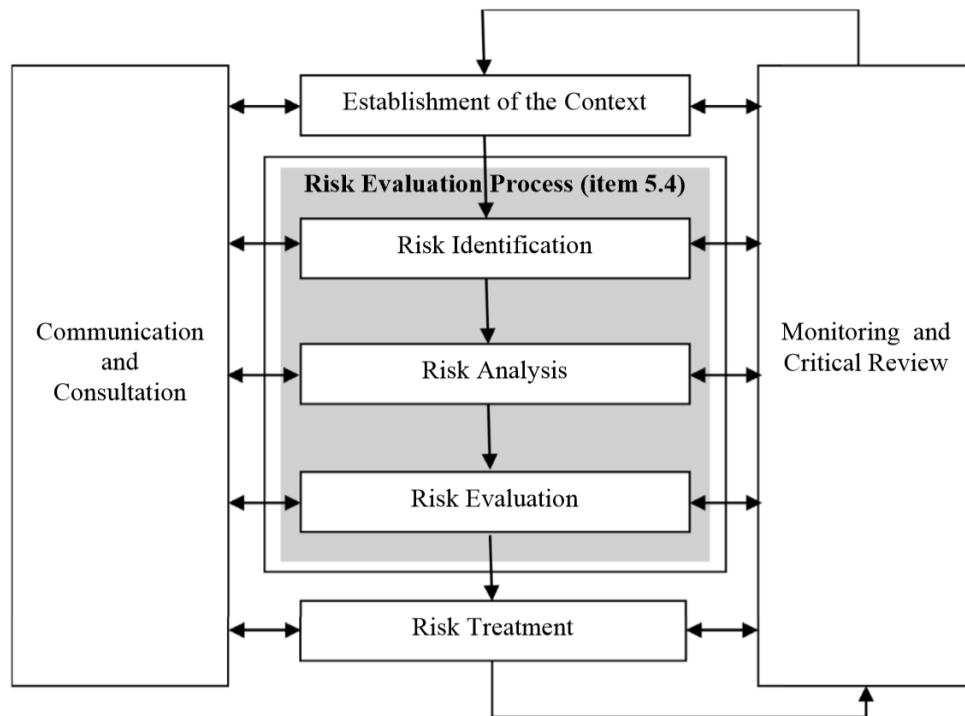 Establishment of the Context
Risk Evaluation Process (item 5.4)
Risk Identification
Communication
and
Consultation
Monitoring and
Critical Review
Risk Analysis
Risk Evaluation
Risk Treatment